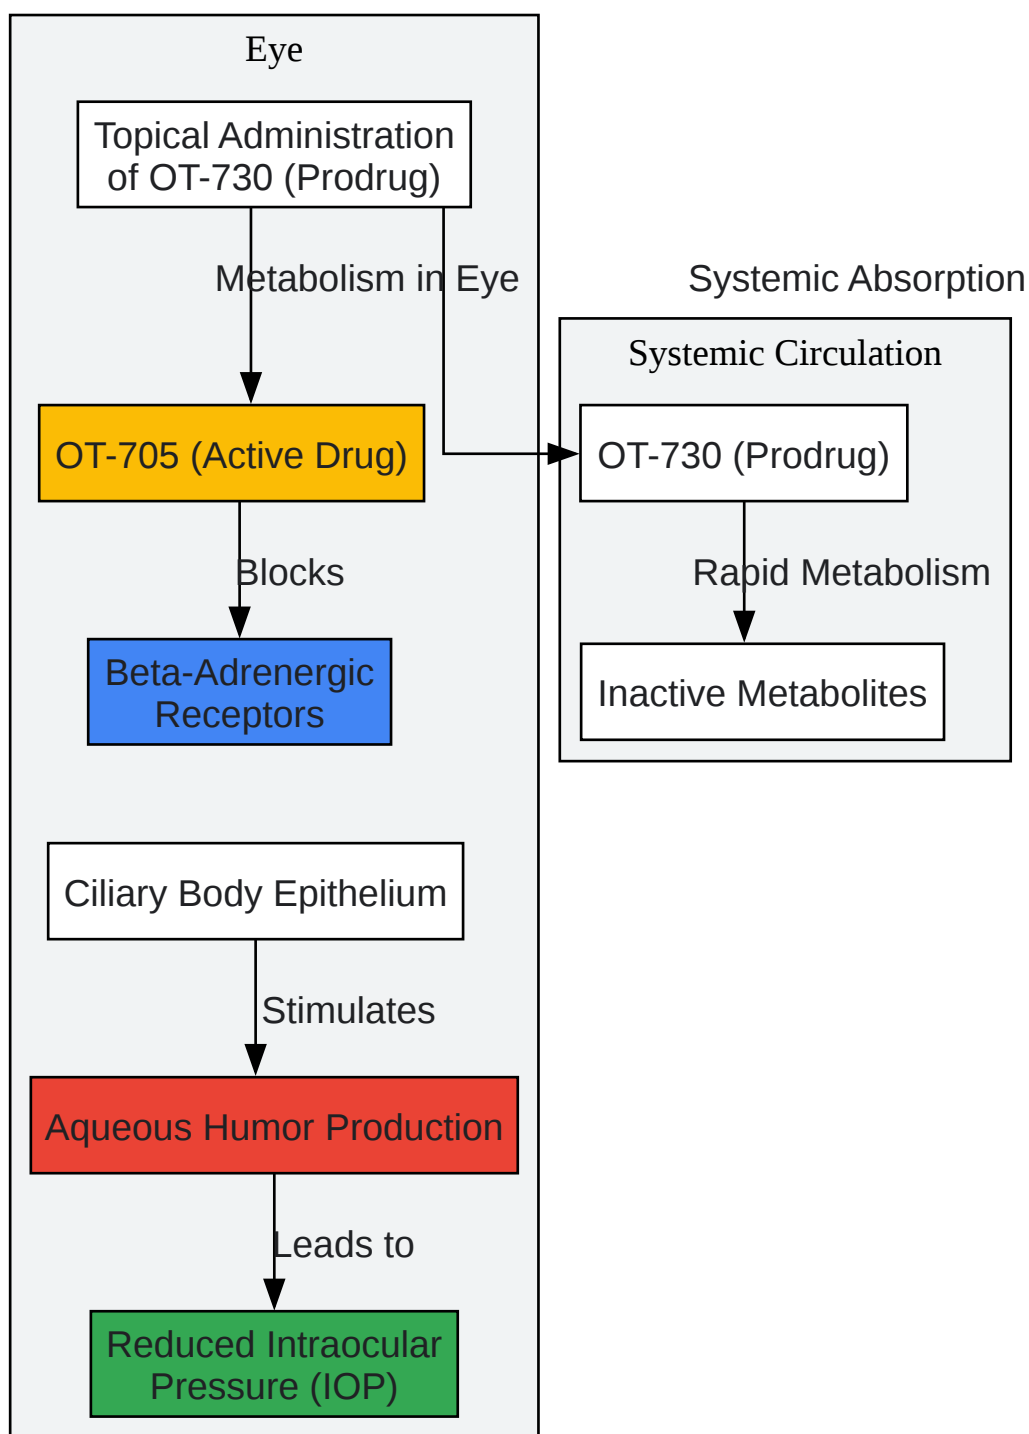 Eye
Topical Administration
of OT-730 (Prodrug)
Metabolism in Eye
Systemic Absorption
Systemic Circulation
OT-705 (Active Drug)
OT-730 (Prodrug)
Blocks
Rapid Metabolism
Beta-Adrenergic
Receptors
Inactive Metabolites
Ciliary Body Epithelium
Stimulates
Aqueous Humor Production
Leads to
Reduced Intraocular
Pressure (IOP)